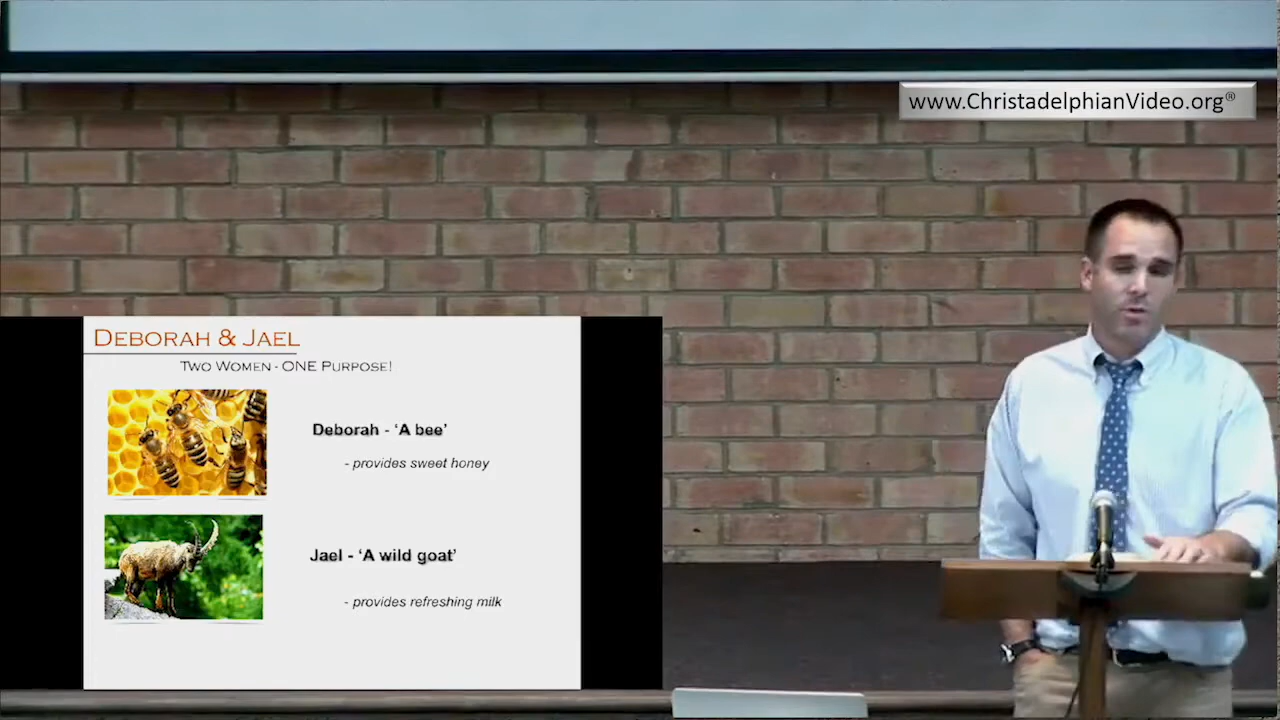 www.ChristadelphianVideo.org®
DEBORAH & JAEL
TWO WOMEN - ONE PURPOSE!
Deborah - ‘A bee’
- provides sweet honey
Jael - ‘A wild goat’
- provides refreshing milk